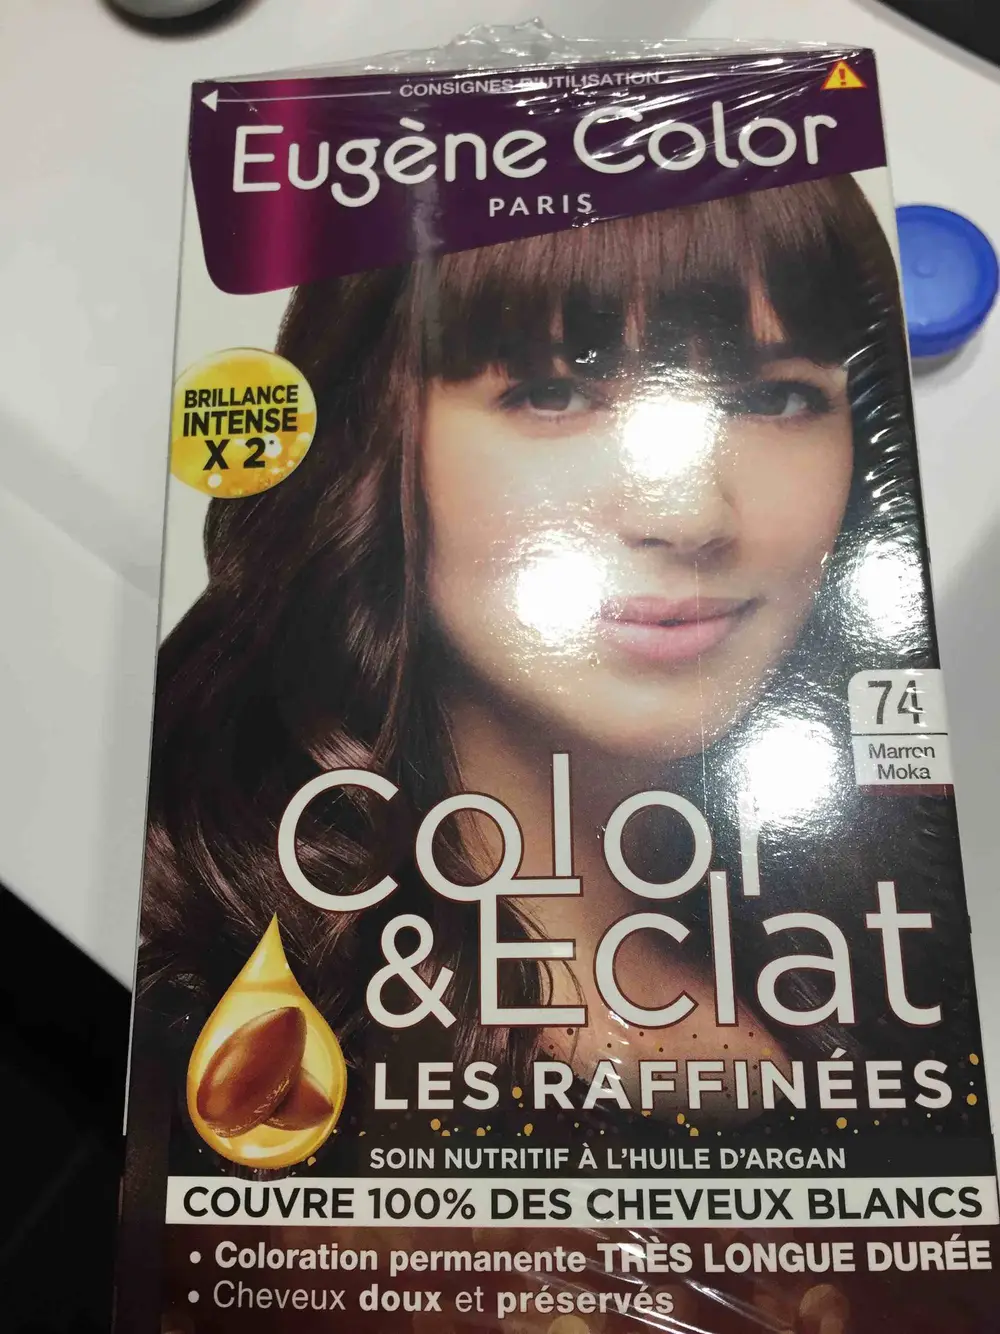 CONSIGNES D'UTILISATION
Eugène Color
PARIS
BRILLANCE
INTENSE
X 2*
74
Marron
Moka
Color
&Eclat
LES RAFFINÉES
SOIN NUTRITIF À L'HUILE D'ARGAN
COUVRE 100% DES CHEVEUX BLANCS
• Coloration permanente TRÈS LONGUE DURÉE
• Cheveux doux et préservés